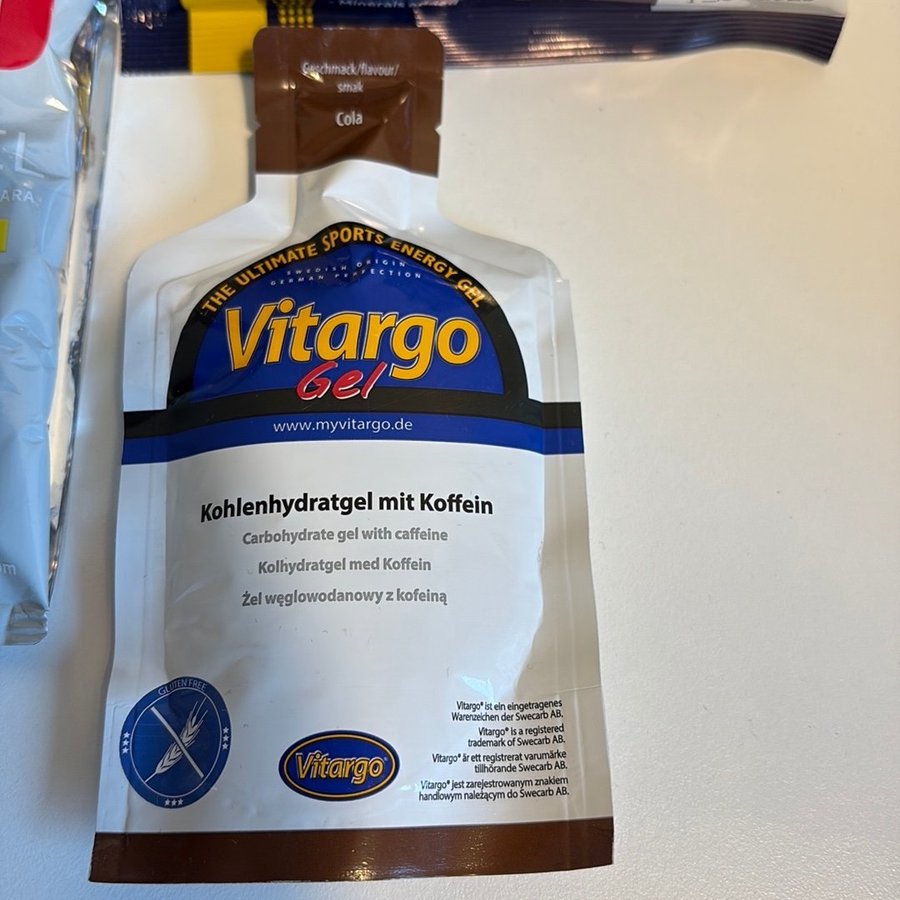 Minerals
Geschmack/flavour/
smak
Cola
THE ULTIMATE SPORTS ENERGY GEL
SWEDISH ORIGIN
GERMAN PERFECTION
Vitargo
Gel
www.myvitargo.de
Kohlenhydratgel mit Koffein
Carbohydrate gel with caffeine
Kolhydratgel med Koffein
Żel węglowodanowy z kofeiną
GLUTEN FREE
Vitargo®
Vitargo® ist ein eingetragenes
Warenzeichen der Swecarb AB.
Vitargo® is a registered
trademark of Swecarb AB.
Vitargo® är ett registrerat varumärke
tillhörande Swecarb AB.
Vitargo® jest zarejestrowanym znakiem
handlowym należącym do Swecarb AB.